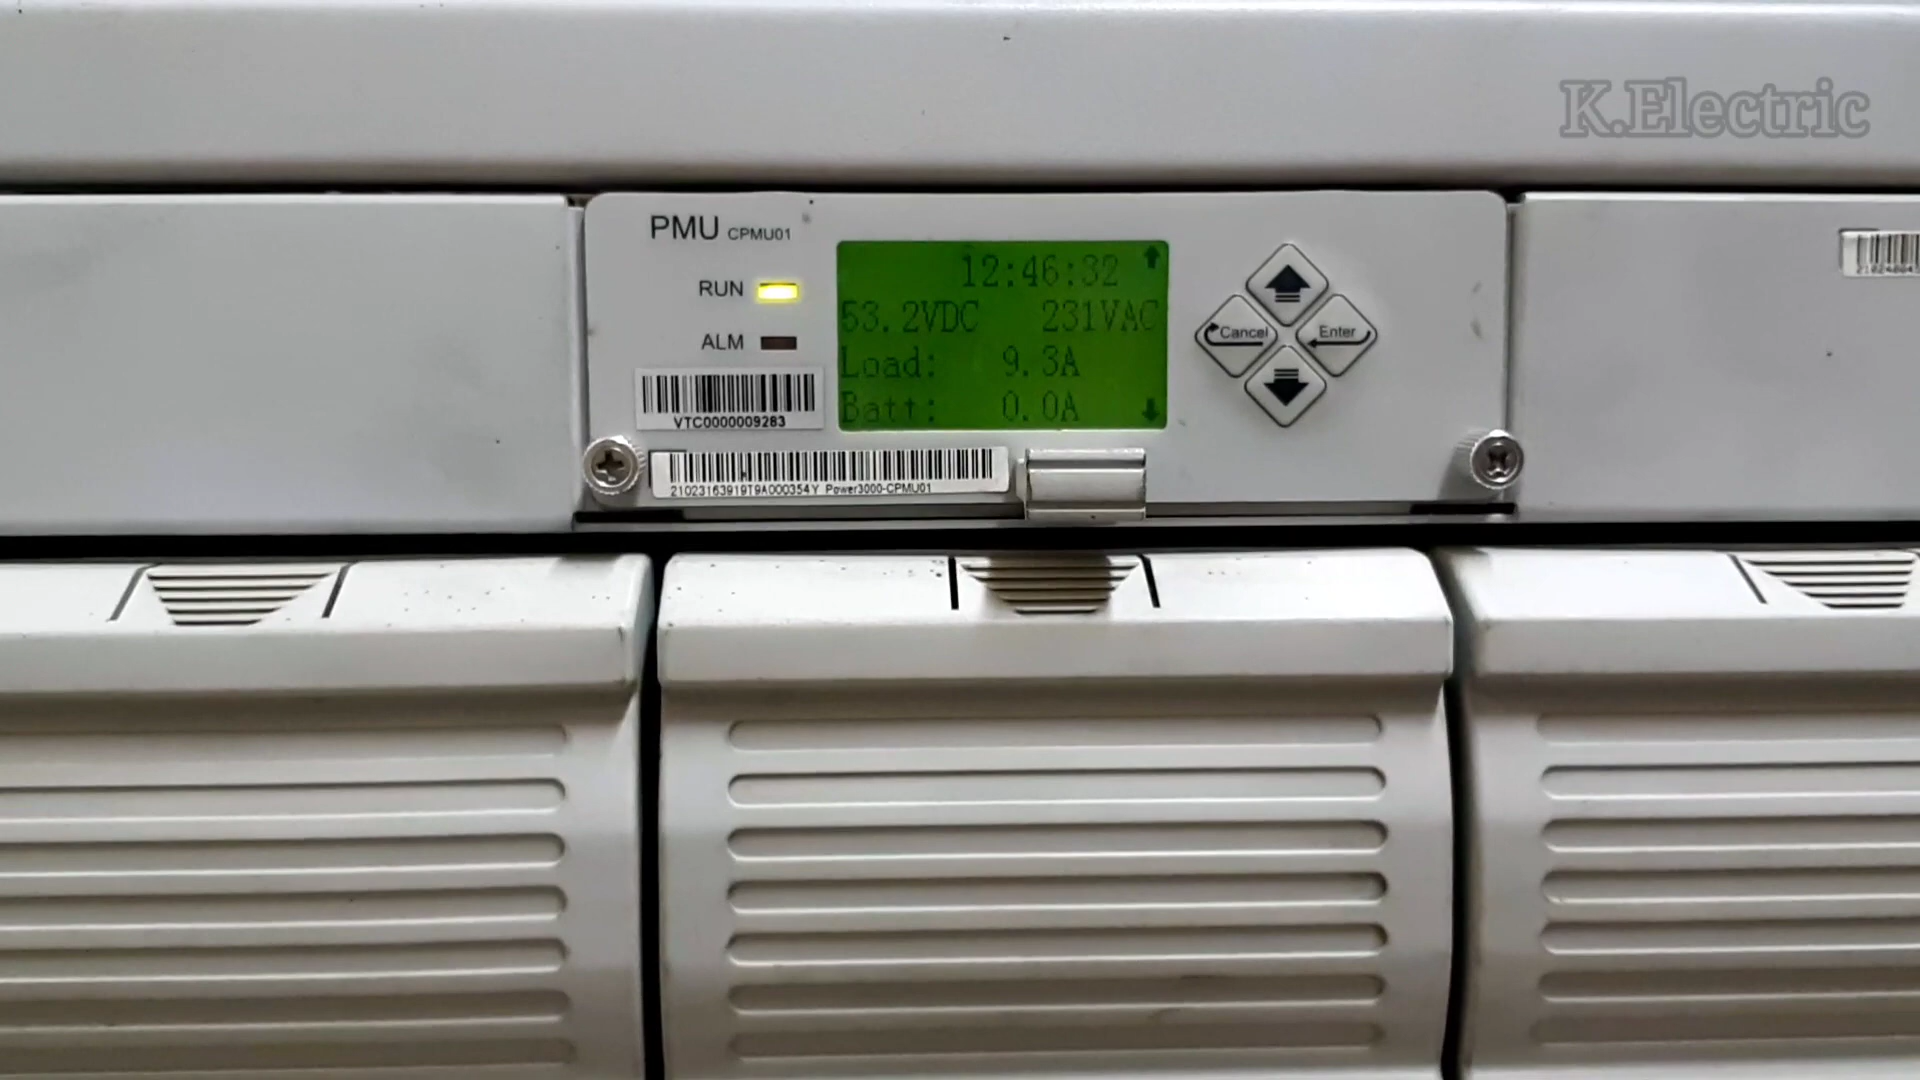 K.Electric
PMU CPMU01
RUN
ALM
12:46:32
53.2VDC 231VAC
Load: 9.3A
Batt: 0.0A
Cancel
Enter
VTC0000009283
21023163919T9A000354Y Power3000-CPMU01